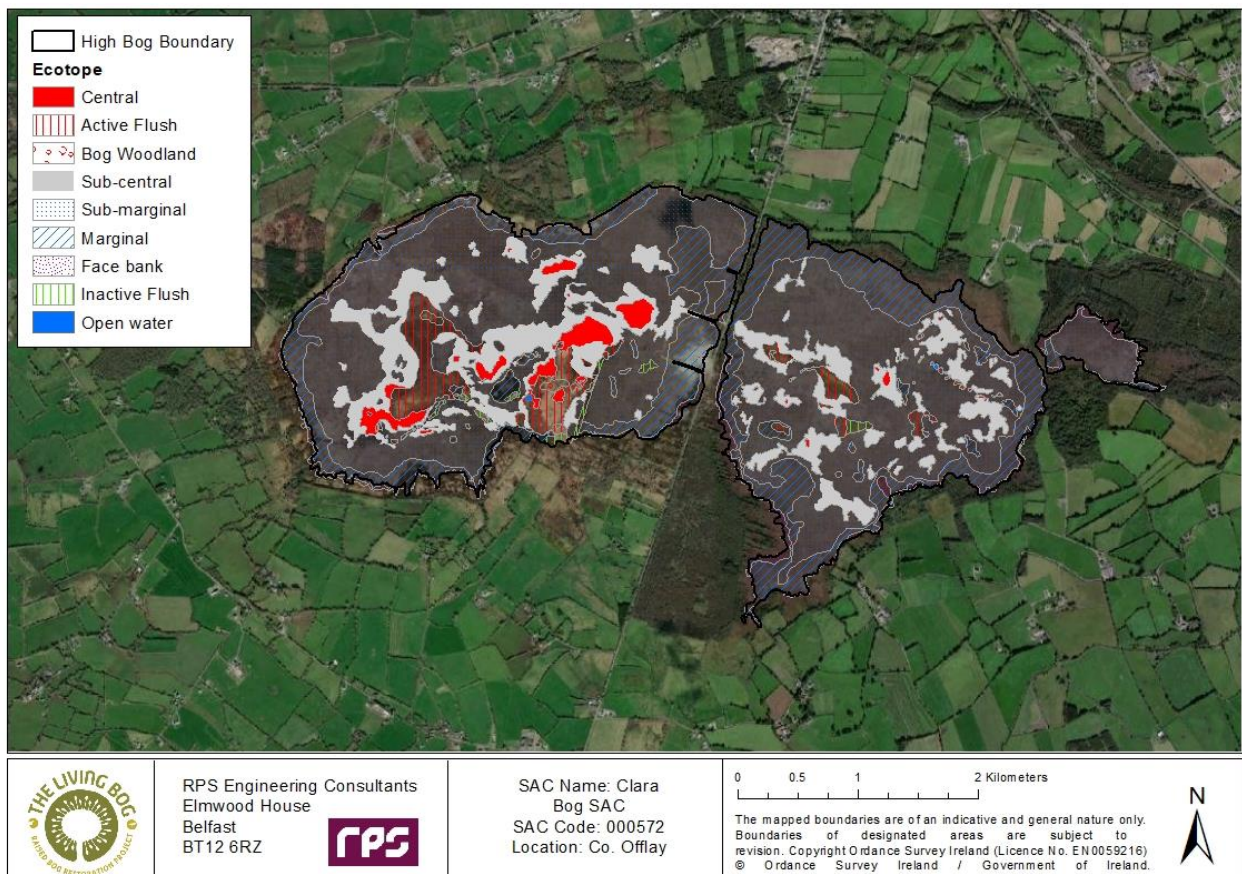 High Bog Boundary
Ecotope
Central
Active Flush
Bog Woodland
Sub-central
Sub-marginal
Marginal
Face bank
Inactive Flush
Open water
THE LIVING BOG
RAISED BOG RESTORATION PROJECT
RPS Engineering Consultants
Elmwood House
Belfast
BT12 6RZ
rps
SAC Name: Clara
Bog SAC
SAC Code: 000572
Location: Co. Offlay
0 0.5 1 2 Kilometers
The mapped boundaries are of an indicative and general nature only.
Boundaries of designated areas are subject to
revision. Copyright Ordance Survey Ireland (Licence No. EN0059216)
© Ordance Survey Ireland / Government of Ireland.
N